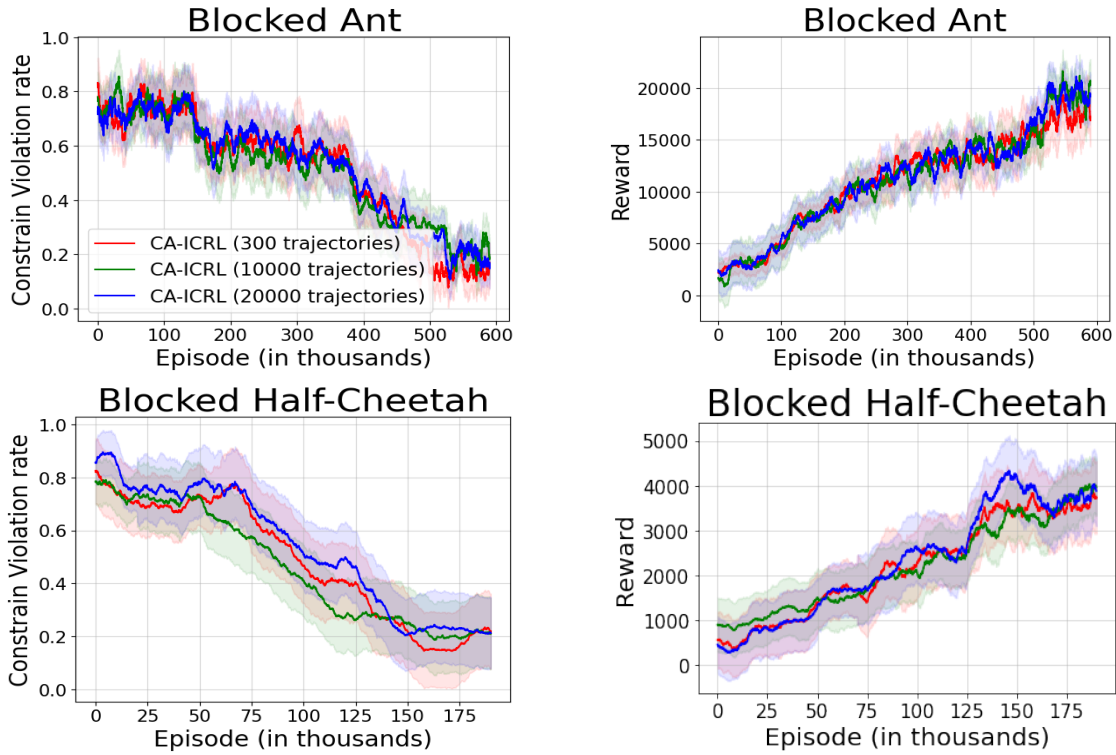 Blocked Ant
Constrain Violation rate
1.0
0.8
0.6
0.4
0.2
0.0
CA-ICRL (300 trajectories)
CA-ICRL (10000 trajectories)
CA-ICRL (20000 trajectories)
0 100 200 300 400 500 600
Episode (in thousands)
Blocked Ant
Reward
20000
15000
10000
5000
0
0 100 200 300 400 500 600
Episode (in thousands)
Blocked Half-Cheetah
Constrain Violation rate
1.0
0.8
0.6
0.4
0.2
0.0
0 25 50 75 100 125 150 175
Episode (in thousands)
Blocked Half-Cheetah
Reward
5000
4000
3000
2000
1000
0
0 25 50 75 100 125 150 175
Episode (in thousands)